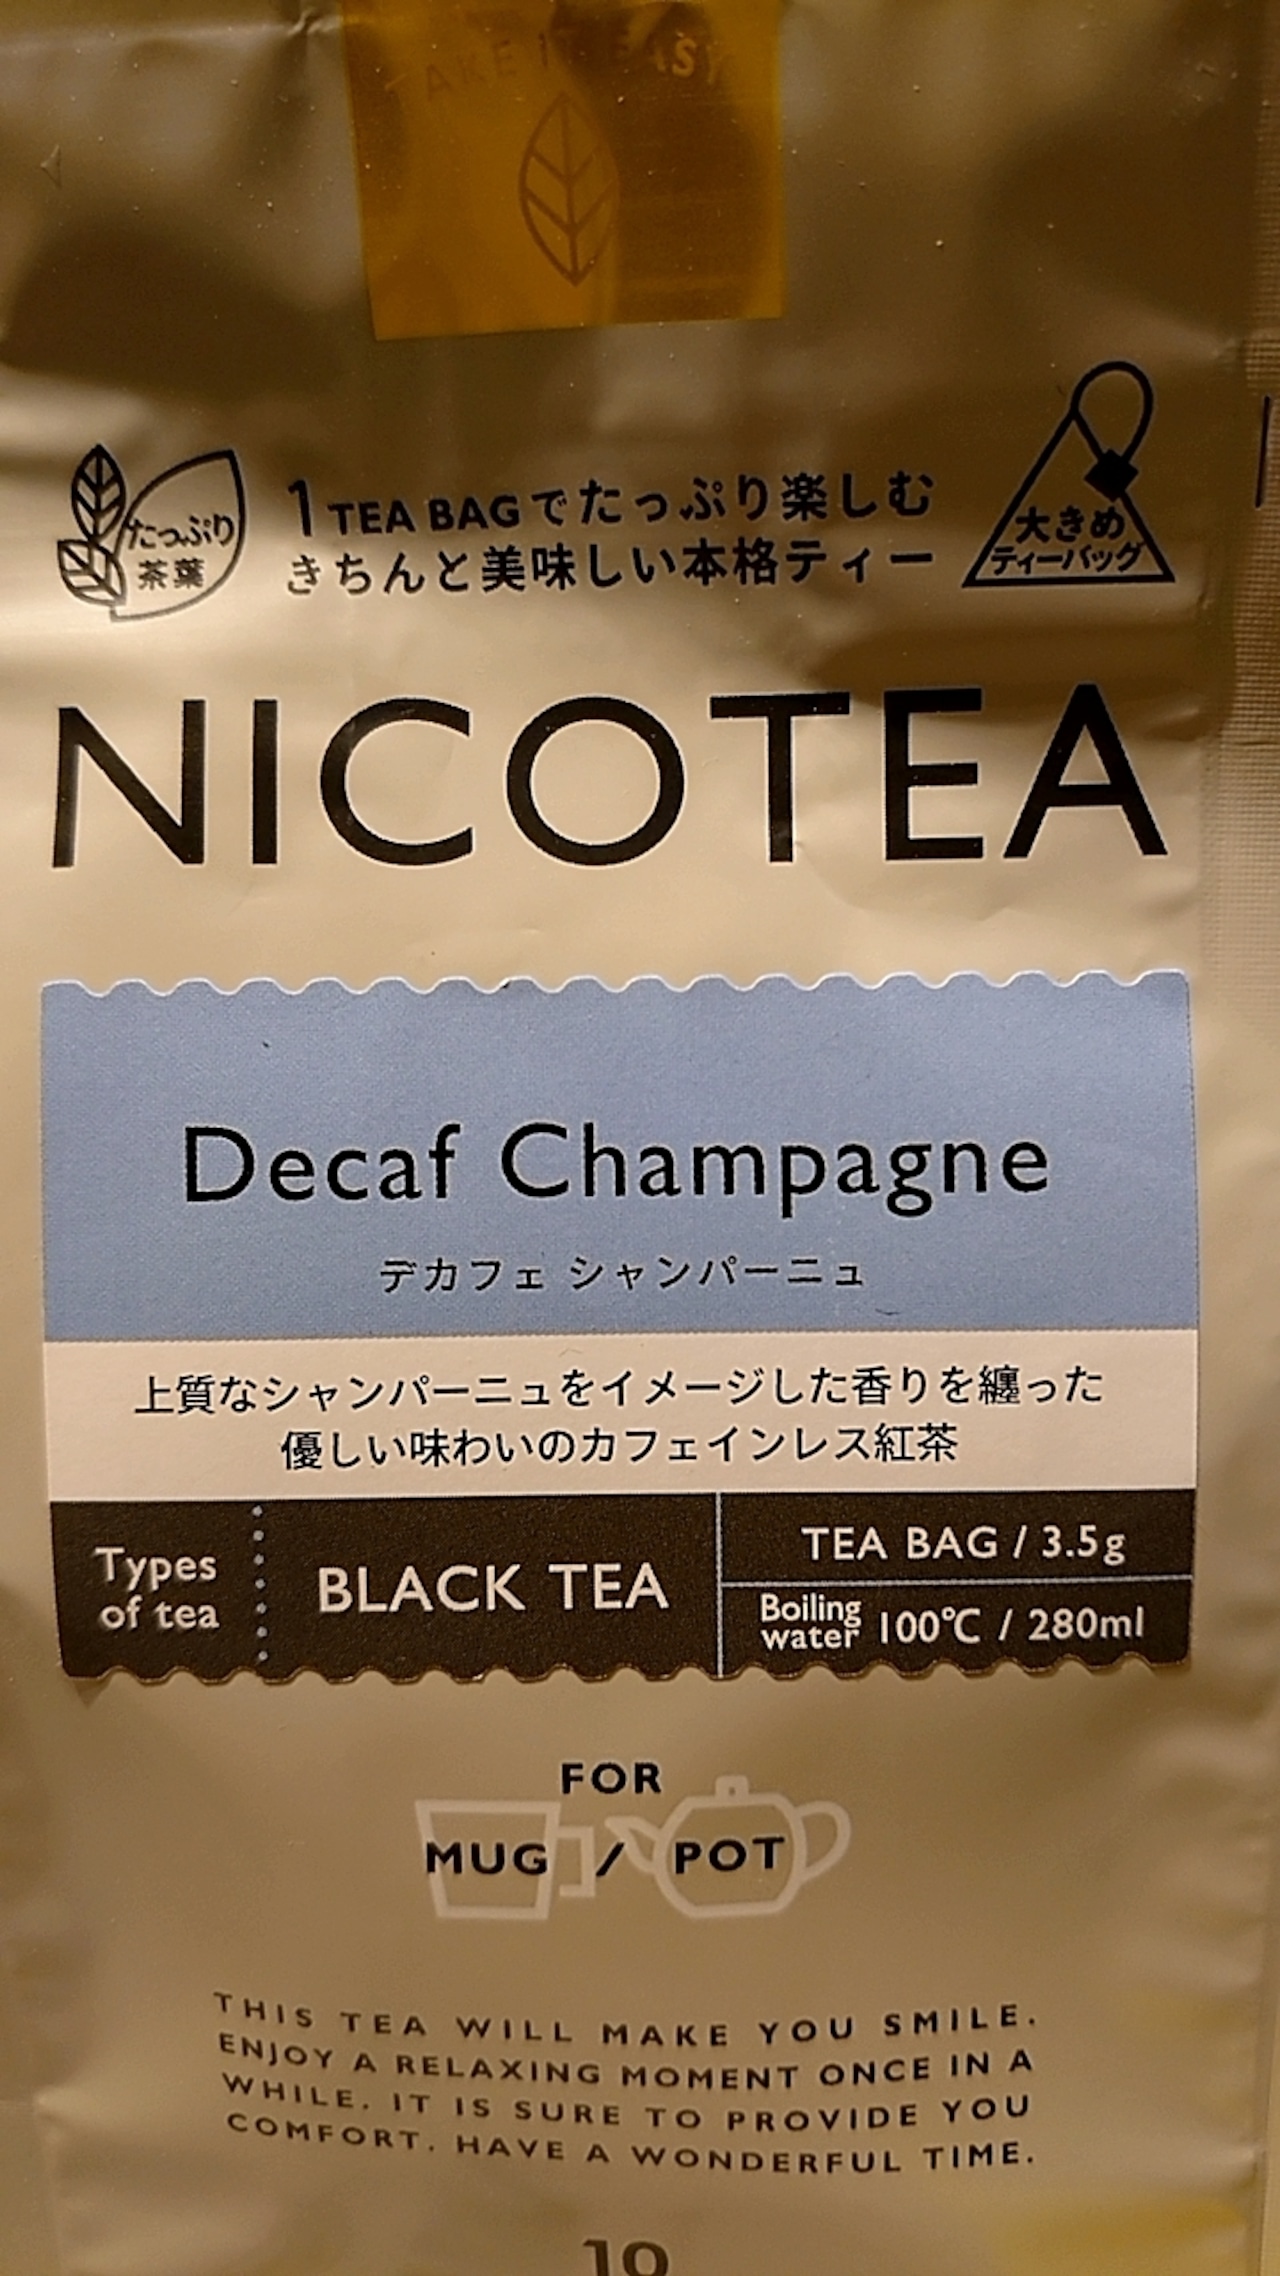 TAKE IT EASY
たっぷり
茶葉
1 TEA BAGでたっぷり楽しむ
きちんと美味しい本格ティー
大きめ
ティーバッグ
NICOTEA
Decaf Champagne
デカフェ シャンパーニュ
上質なシャンパーニュをイメージした香りを纏った
優しい味わいのカフェインレス紅茶
Types
of tea
BLACK TEA
TEA BAG / 3.5g
Boiling
water
100℃ / 280ml
FOR
MUG / POT
THIS TEA WILL MAKE YOU SMILE.
ENJOY A RELAXING MOMENT ONCE IN A
WHILE. IT IS SURE TO PROVIDE YOU
COMFORT. HAVE A WONDERFUL TIME.
10